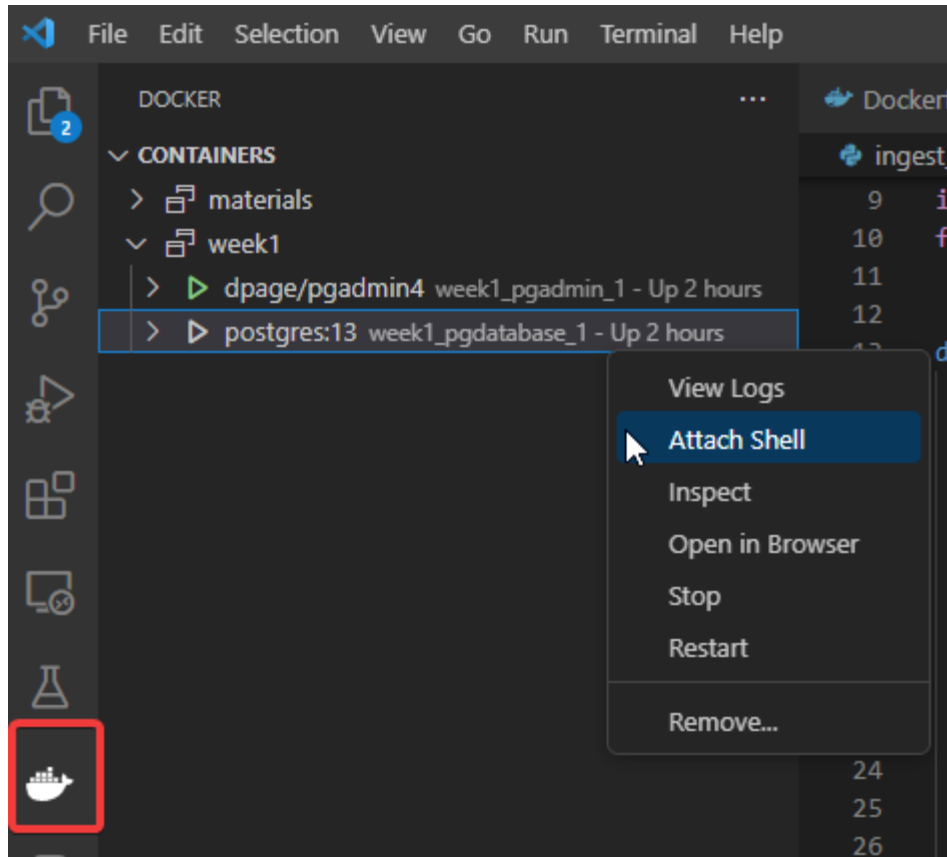 File Edit Selection View Go Run Terminal Help
2
DOCKER ...
CONTAINERS
materials
week1
dpage/pgadmin4 week1_pgadmin_1 - Up 2 hours
postgres:13 week1_pgdatabase_1 - Up 2 hours
View Logs
Attach Shell
Inspect
Open in Browser
Stop
Restart
Remove...
Docker
ingest_
9 i
10 f
11
12
d
24
25
26